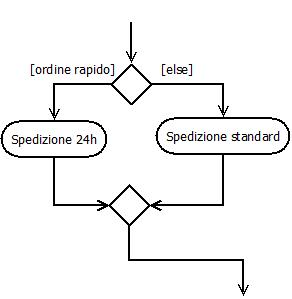 [ordine rapido]
[else]
Spedizione 24h
Spedizione standard